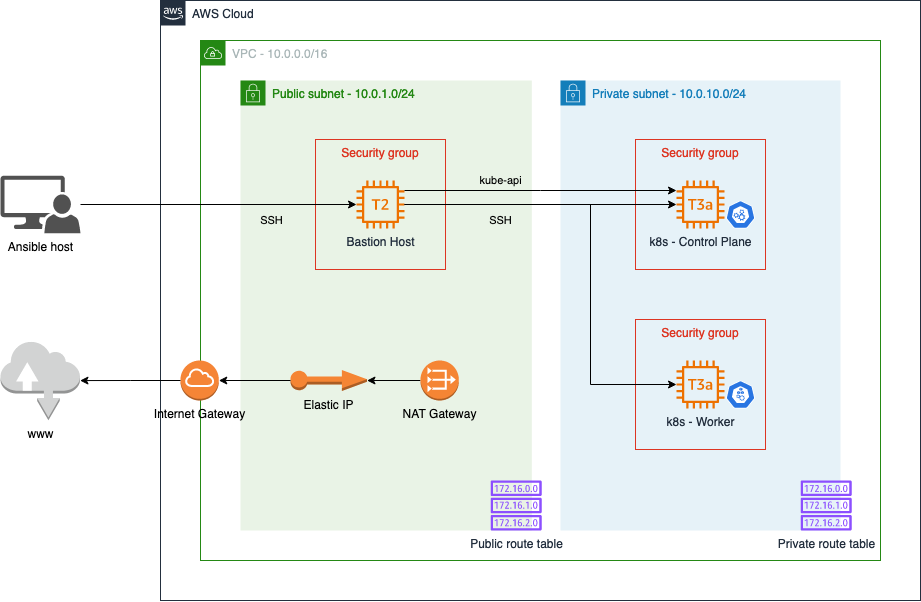 aws
AWS Cloud
VPC - 10.0.0.0/16
Public subnet - 10.0.1.0/24
Private subnet - 10.0.10.0/24
Security group
T2
Bastion Host
kube-api
SSH
SSH
Security group
T3a
k8s - Control Plane
Ansible host
Security group
T3a
k8s - Worker
www
Internet Gateway
Elastic IP
NAT Gateway
172.16.0.0
172.16.1.0
172.16.2.0
Public route table
172.16.0.0
172.16.1.0
172.16.2.0
Private route table